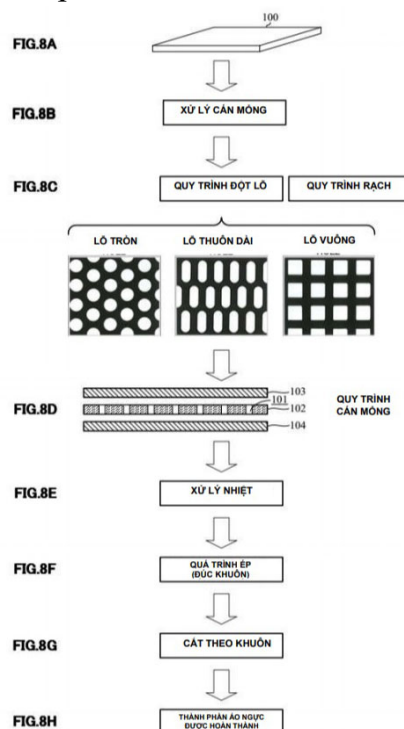 FIG.8A
100
FIG.8B
XỬ LÝ CÁN MỎNG
FIG.8C
QUY TRÌNH ĐỘT LỖ
QUY TRÌNH RẠCH
LỖ TRÒN
LỖ THUÔN DÀI
LỖ VUÔNG
103
101
FIG.8D
102
104
QUY TRÌNH
CÁN MỎNG
FIG.8E
XỬ LÝ NHIỆT
FIG.8F
QUÁ TRÌNH ÉP
(ĐÚC KHUÔN)
FIG.8G
CẮT THEO KHUÔN
FIG.8H
THÀNH PHẦN ÁO NGỰC
ĐƯỢC HOÀN THÀNH